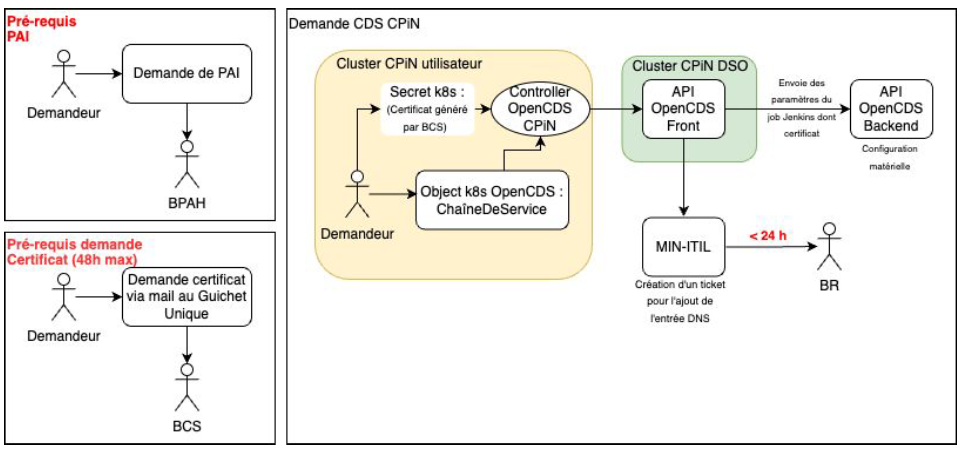 Pré-requis
PAI
Demandeur
Demande de PAI
BPAH
Pré-requis demande
Certificat (48h max)
Demandeur
Demande certificat
via mail au Guichet
Unique
BCS
Demande CDS CPiN
Cluster CPiN utilisateur
Secret k8s :
(Certificat généré
par BCS)
Controller
OpenCDS
CPiN
Demandeur
Object k8s OpenCDS :
ChaîneDeService
Cluster CPiN DSO
API
OpenCDS
Front
Envoie des
paramètres du
job Jenkins dont
certificat
API
OpenCDS
Backend
Configuration
matérielle
MIN-ITIL
Création d'un ticket
pour l'ajout de
l'entrée DNS
< 24 h
BR